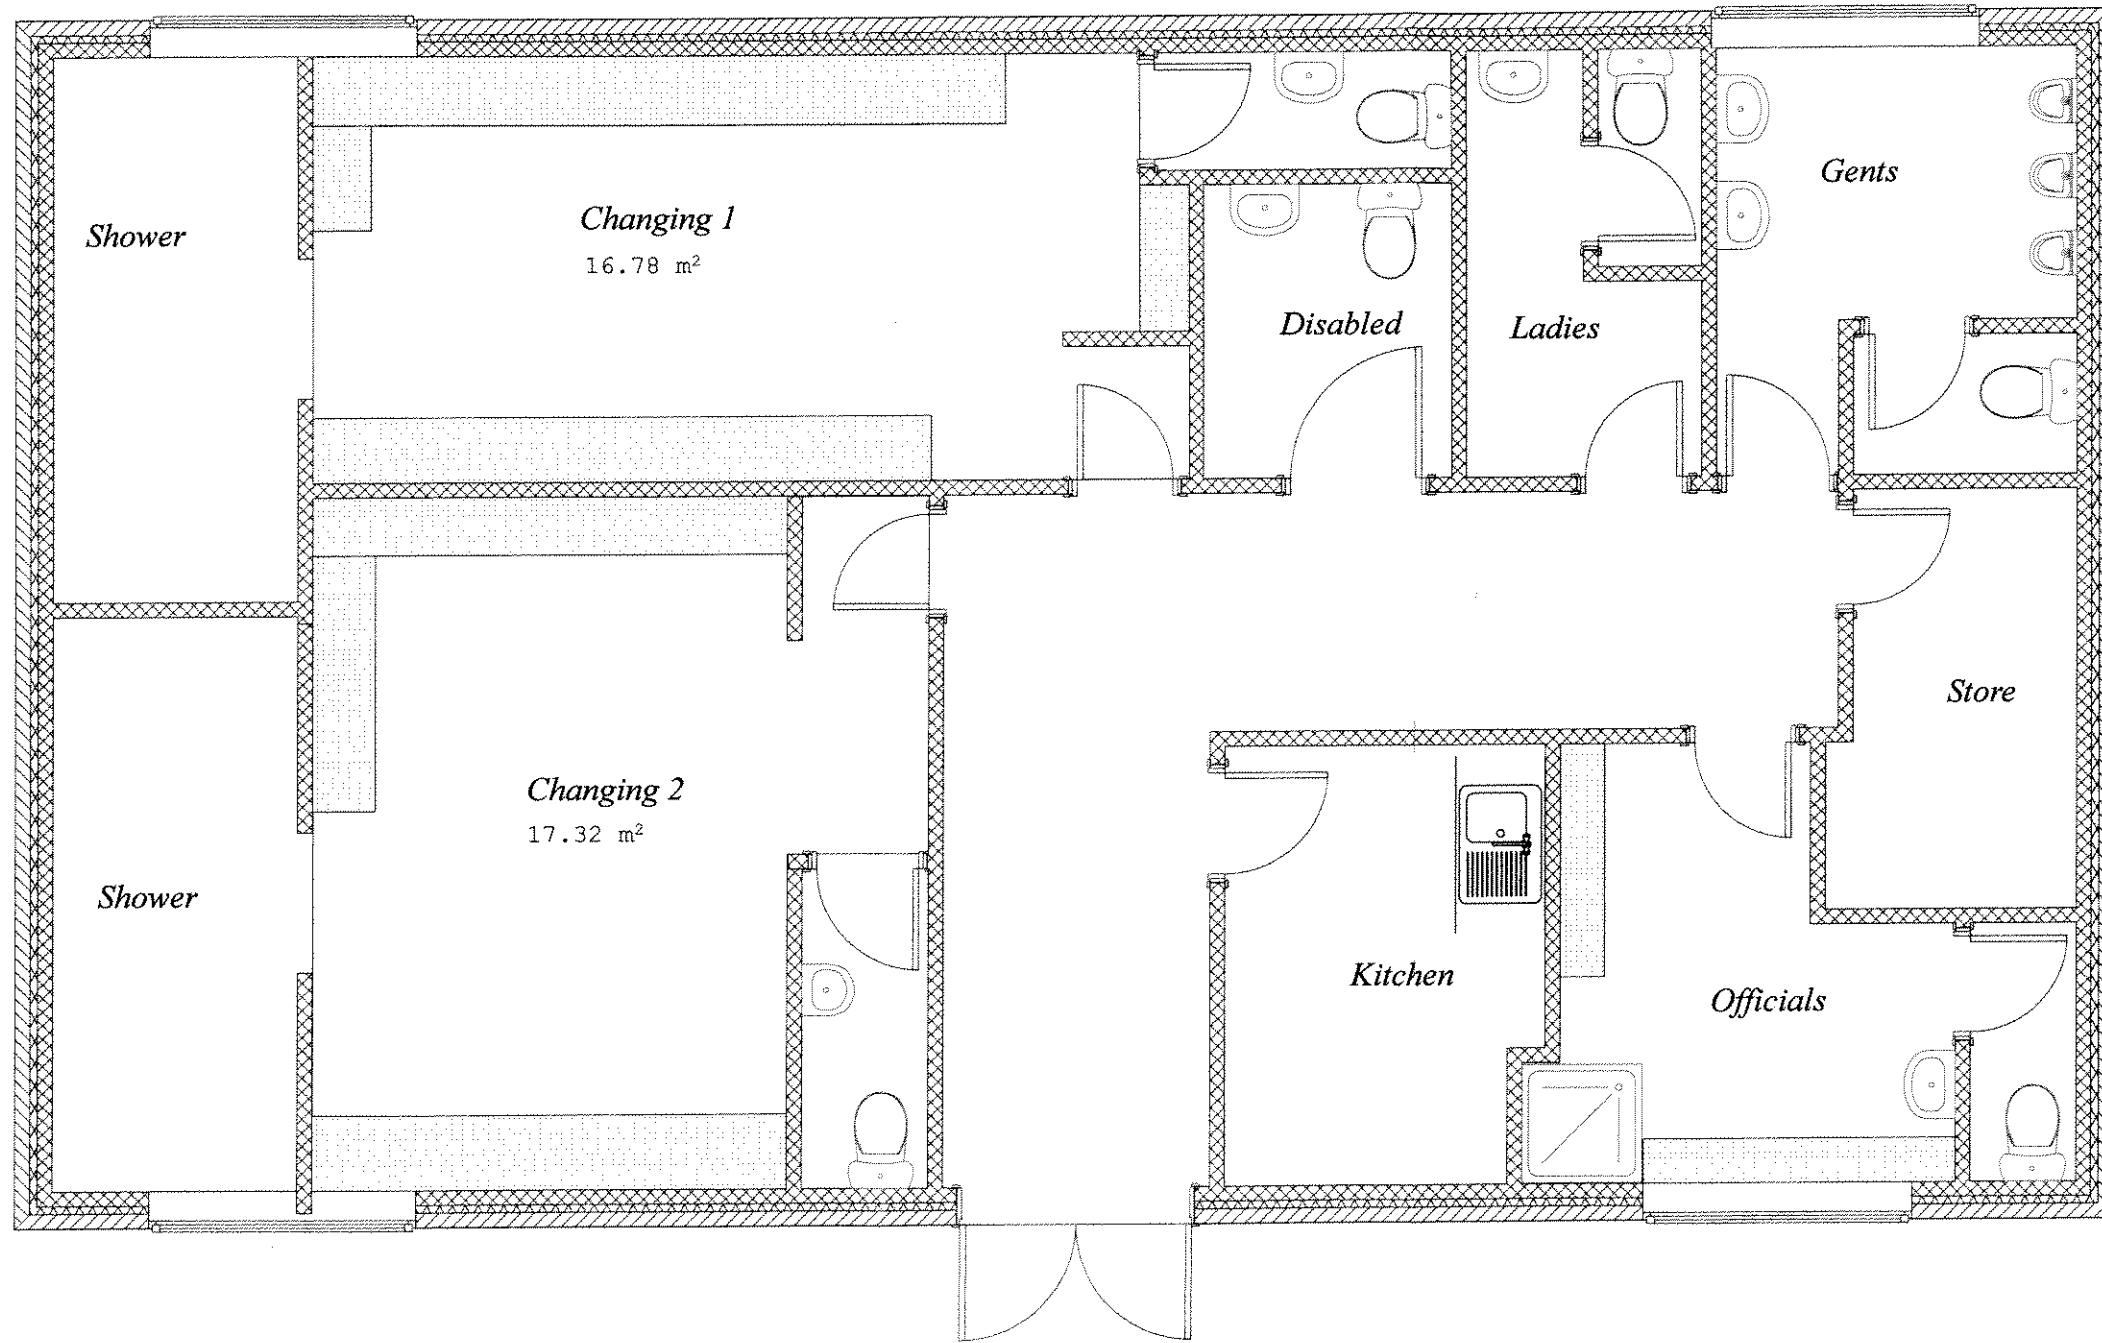 Gents
Shower
Changing 1
16.78 m²
Disabled
Ladies
Store
Changing 2
17.32 m²
Shower
Kitchen
Officials